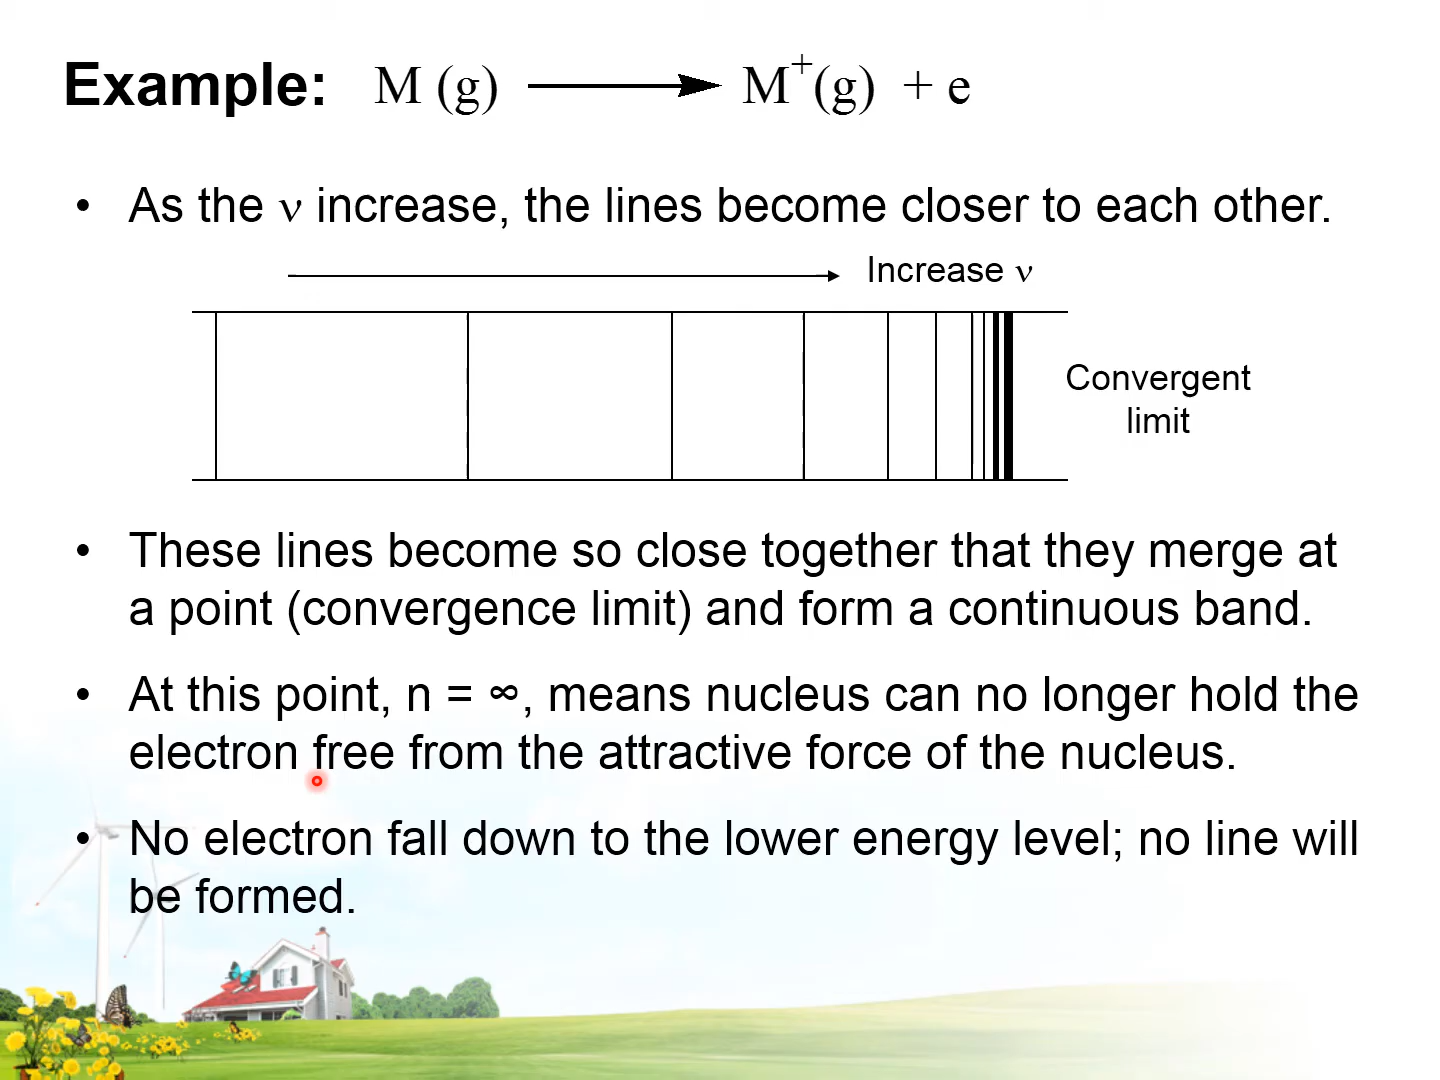 Example: M (g) ⟶ M⁺(g) + e
• As the ν increase, the lines become closer to each other.
Increase ν
Convergent
limit
• These lines become so close together that they merge at
a point (convergence limit) and form a continuous band.
• At this point, n = ∞, means nucleus can no longer hold the
electron free from the attractive force of the nucleus.
• No electron fall down to the lower energy level; no line will
be formed.